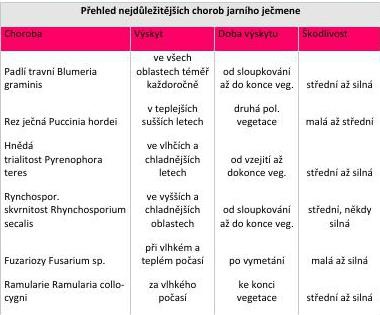 Přehled nejdůležitějších chorob jarního ječmene
Choroba Výskyt Doba výskytu Škodlivost
ve všech
Padlí travní Blumeria oblastech téměř od sloupkování
graminis každoročně až do konce veg. střední až silná
v teplejších druhá pol.
Rez ječná Puccinia hordei sušších letech vegetace malá až střední
Hnědá ve vlhčích a
trialitost Pyrenophora chladnějších od vzejití až
teres letech dokonce veg. střední až silná
Rynchospor. ve vyšších a
skvrnitost Rhynchosporium chladnějších od sloupkování střední, někdy
secalis oblastech až do konce veg. silná
při vlhkém a
Fuzariozy Fusarium sp. teplém počasí po vymetání malá až silná
Ramularie Ramularia collo- za vlhkého ke konci
cygni počasí vegetace střední až silná